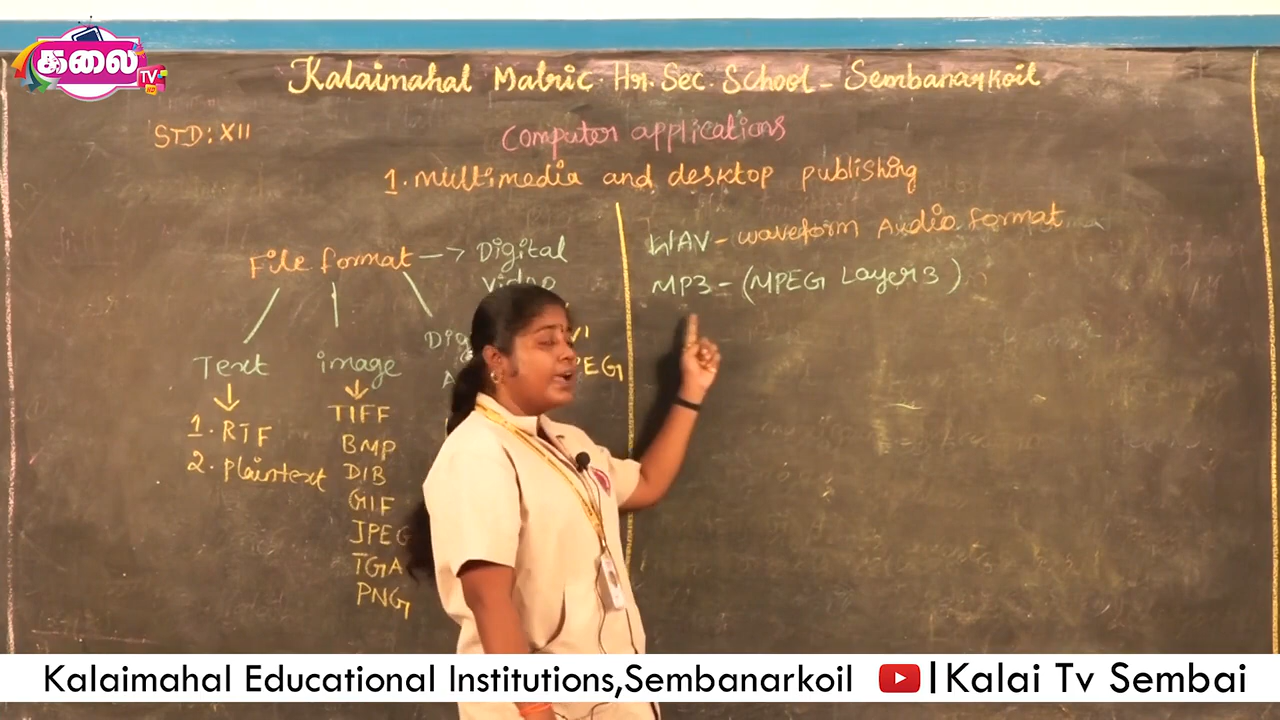 கலை
TV
HD
Kalaimahal Matric. Hr. Sec. School - Sembanarkoil
STD: XII
Computer applications
1. multimedia and desktop publishing
File format -> Digital
video
Text
1. RTF
2. plaintext
image
TIFF
BMP
DIB
GIF
JPEG
TGA
PNG
WAV - waveform Audio format
MP3 - (MPEG Layer 3)
Kalaimahal Educational Institutions,Sembanarkoil
|Kalai Tv Sembai